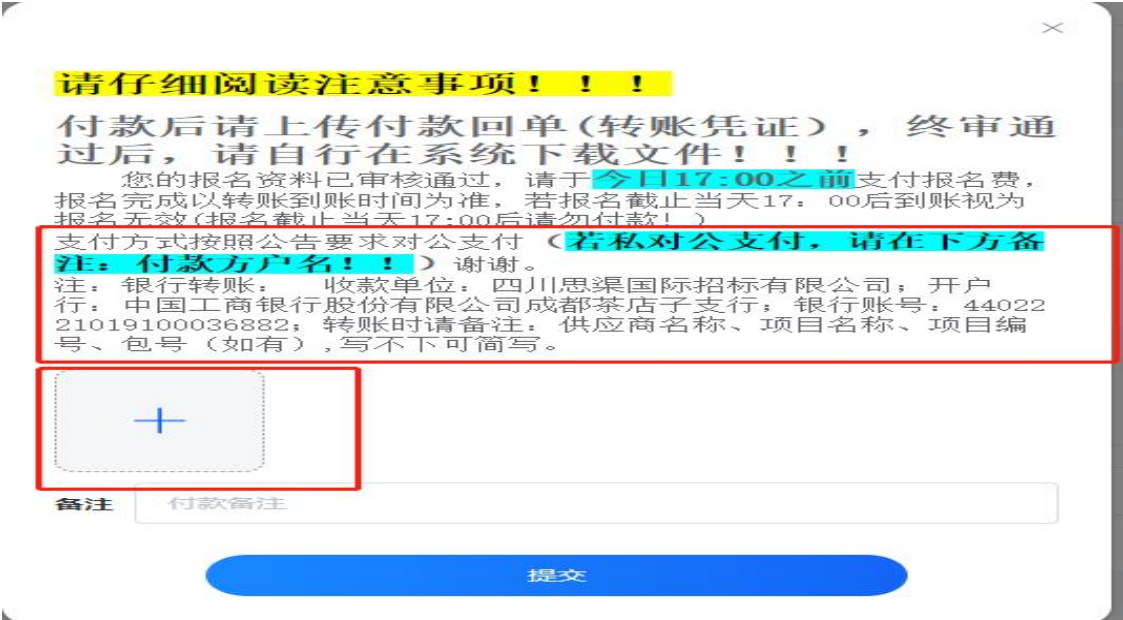 请仔细阅读注意事项！！！
付款后请上传付款回单(转账凭证），终审通
过后，请自行在系统下载文件！！！
您的报名资料已审核通过，请于今日17:00之前支付报名费，
报名完成以转账到账时间为准，若报名截止当天17：00后到账视为
报名无效(报名截止当天17:00后请勿付款！)
支付方式按照公告要求对公支付（若私对公支付，请在下方备
注：付款方户名！！）谢谢。
注：银行转账： 收款单位：四川思渠国际招标有限公司；开户
行：中国工商银行股份有限公司成都茶店子支行；银行账号：44022
21019100036882；转账时请备注：供应商名称、项目名称、项目编
号、包号（如有）,写不下可简写。
备注 付款备注
提交